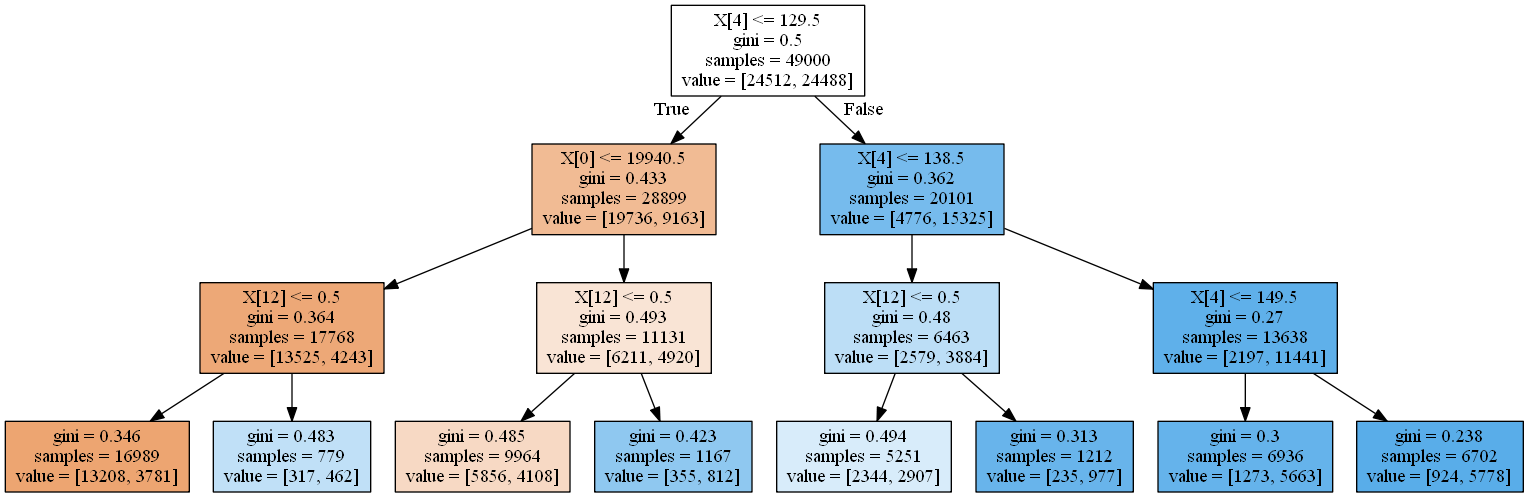 X[4] <= 129.5
gini = 0.5
samples = 49000
value = [24512, 24488]
True
False
X[0] <= 19940.5
gini = 0.433
samples = 28899
value = [19736, 9163]
X[4] <= 138.5
gini = 0.362
samples = 20101
value = [4776, 15325]
X[12] <= 0.5
gini = 0.364
samples = 17768
value = [13525, 4243]
X[12] <= 0.5
gini = 0.493
samples = 11131
value = [6211, 4920]
X[12] <= 0.5
gini = 0.48
samples = 6463
value = [2579, 3884]
X[4] <= 149.5
gini = 0.27
samples = 13638
value = [2197, 11441]
gini = 0.346
samples = 16989
value = [13208, 3781]
gini = 0.483
samples = 779
value = [317, 462]
gini = 0.485
samples = 9964
value = [5856, 4108]
gini = 0.423
samples = 1167
value = [355, 812]
gini = 0.494
samples = 5251
value = [2344, 2907]
gini = 0.313
samples = 1212
value = [235, 977]
gini = 0.3
samples = 6936
value = [1273, 5663]
gini = 0.238
samples = 6702
value = [924, 5778]